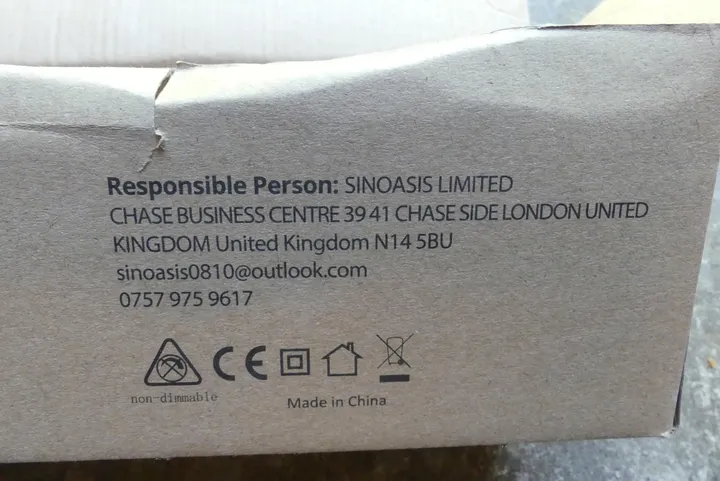 Responsible Person: SINOASIS LIMITED
CHASE BUSINESS CENTRE 39 41 CHASE SIDE LONDON UNITED
KINGDOM United Kingdom N14 5BU
sinoasis0810@outlook.com
0757 975 9617
CE
non-dimmable
Made in China